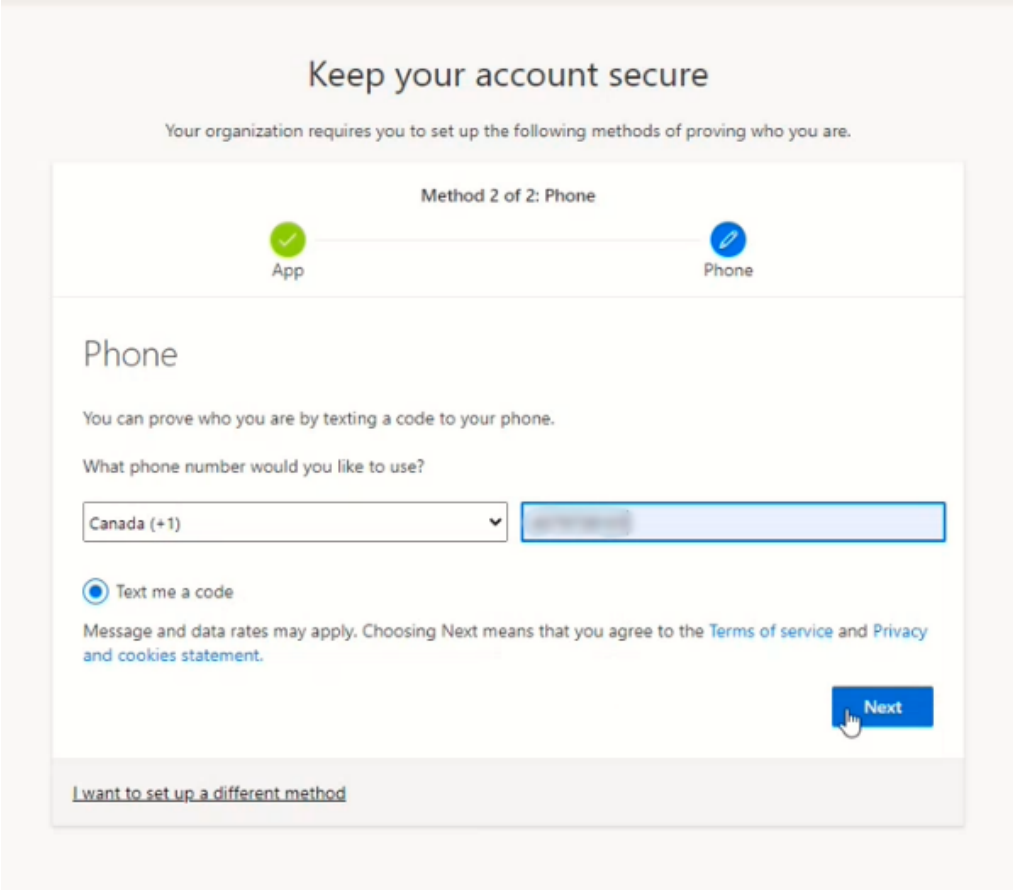 Keep your account secure
Your organization requires you to set up the following methods of proving who you are.
Method 2 of 2: Phone
App
Phone
Phone
You can prove who you are by texting a code to your phone.
What phone number would you like to use?
Canada (+1)
Text me a code
Message and data rates may apply. Choosing Next means that you agree to the Terms of service and Privacy
and cookies statement.
Next
I want to set up a different method